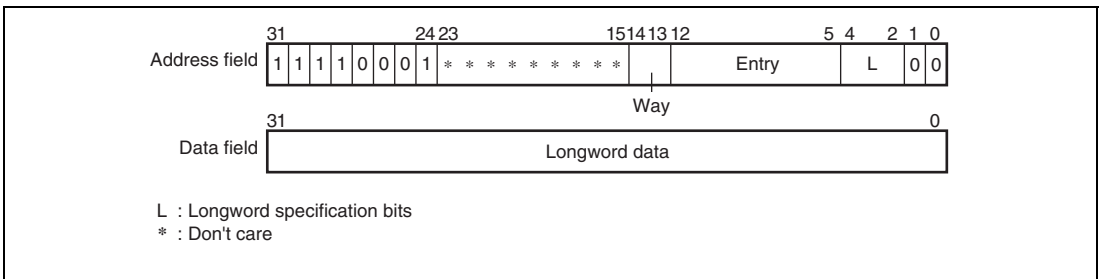 31 24 23 15 14 13 12 5 4 2 1 0
Address field 1 1 1 1 0 0 0 1 * * * * * * * * * Entry L 0 0
Way
31 0
Data field Longword data
L : Longword specification bits
* : Don't care